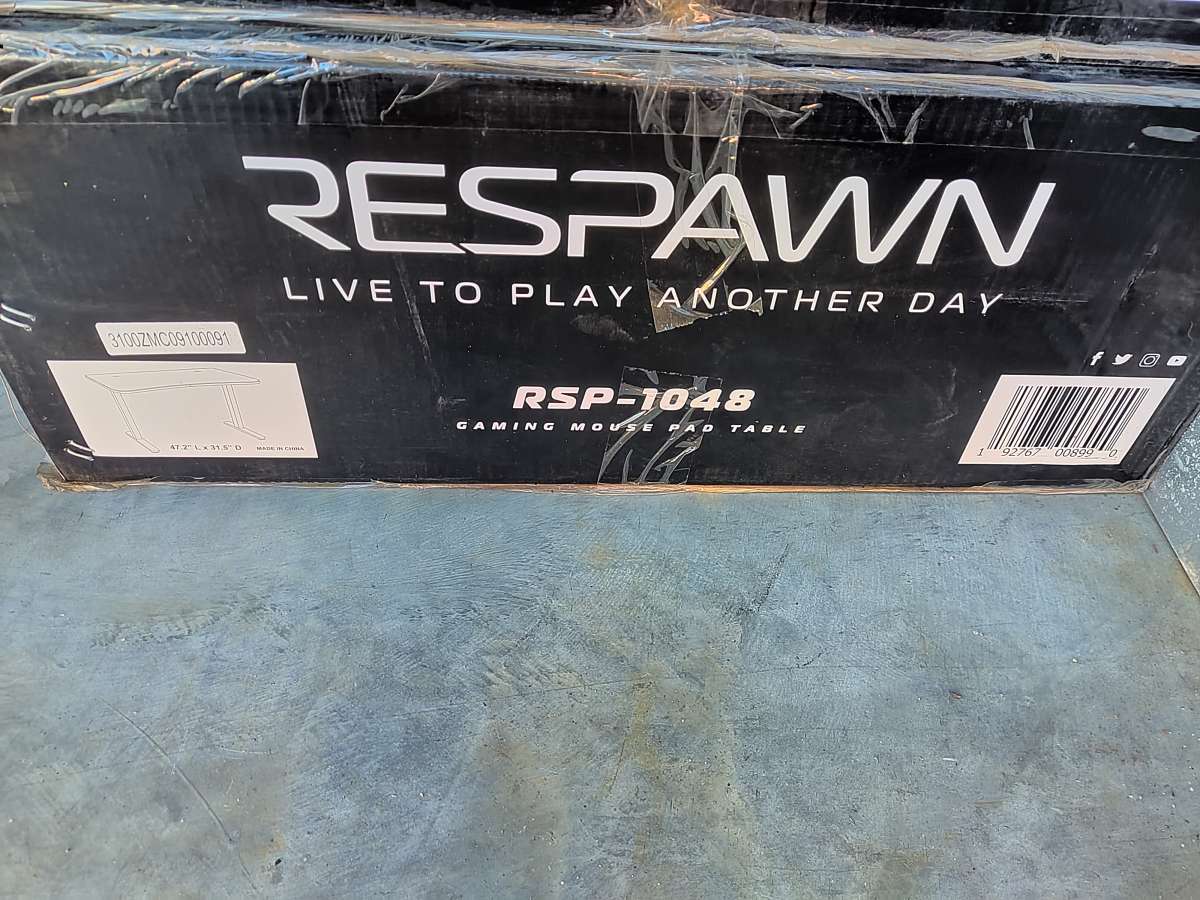 RESPAWN
LIVE TO PLAY ANOTHER DAY
3100ZMC09100091
47.2" L x 31.5" D MADE IN CHINA
RSP-1048
GAMING MOUSE PAD TABLE
1 92767 00899 0